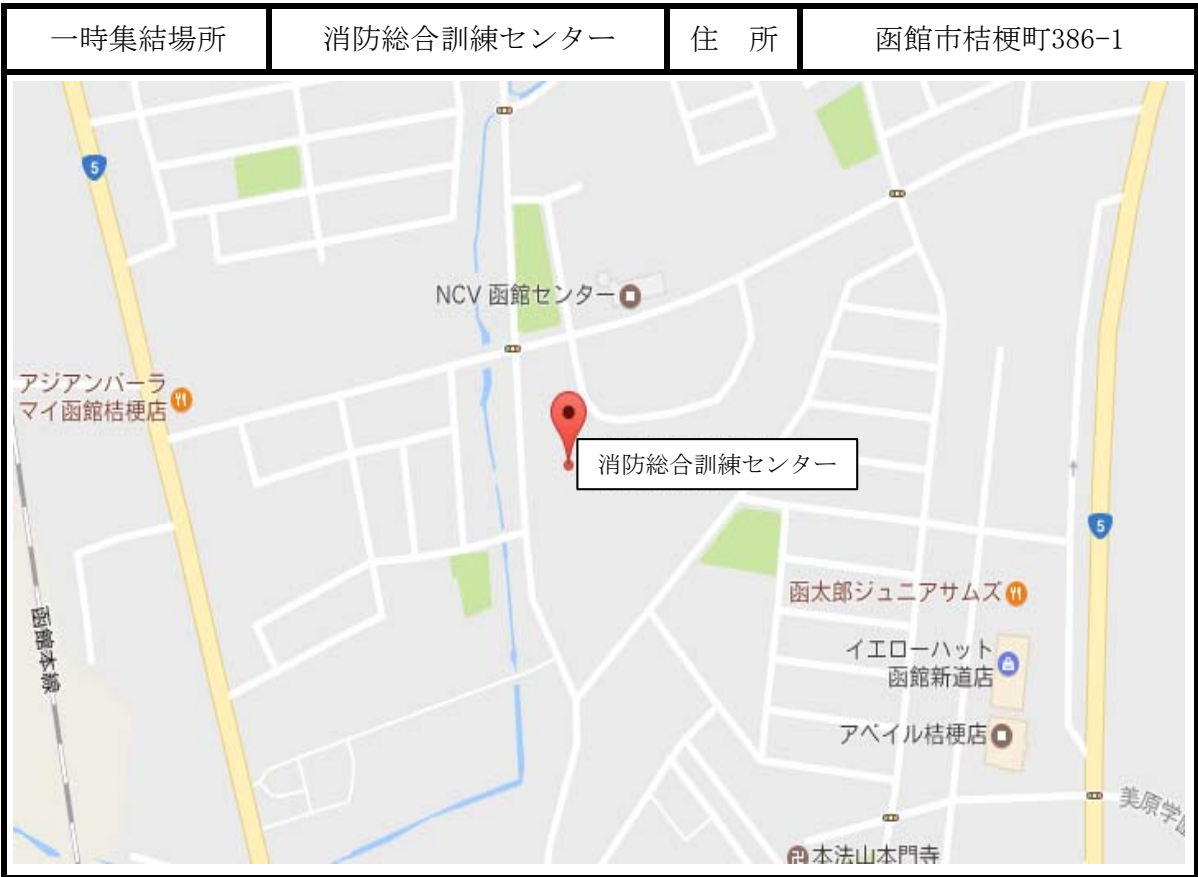 一時集結場所
消防総合訓練センター
住 所
函館市桔梗町386-1
5
NCV 函館センター
アジアンバーラ
マイ函館桔梗店
消防総合訓練センター
5
函太郎ジュニアサムズ
函館本線
イエローハット
函館新道店
アベイル桔梗店
美原学園
本法山本門寺